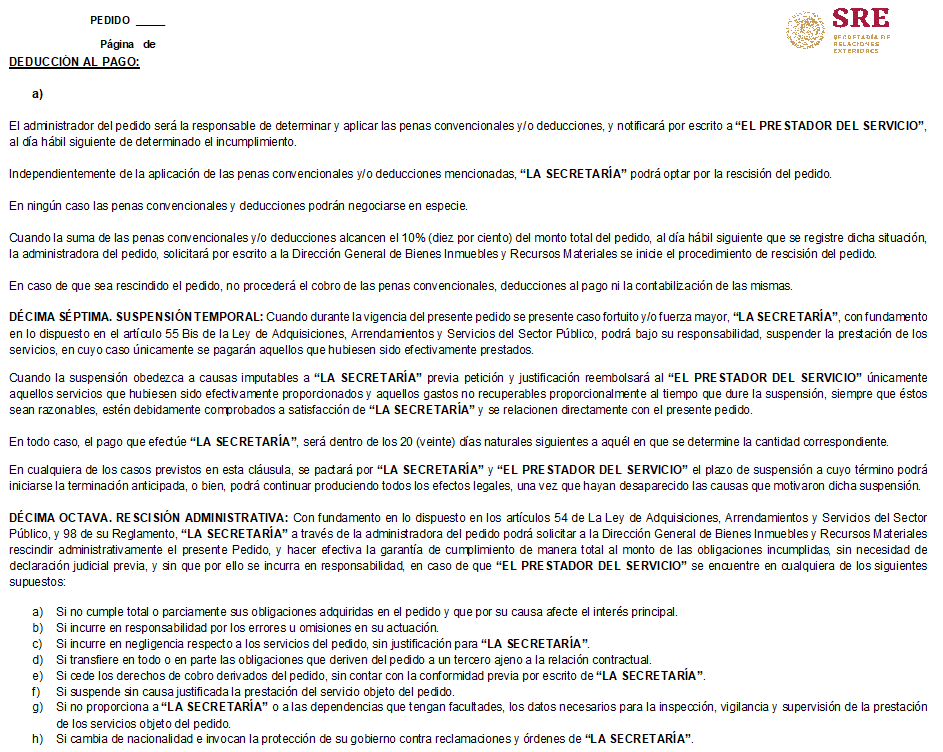 PEDIDO _____
SRE
SECRETARÍA DE
RELACIONES
EXTERIORES
Página de
DEDUCCIÓN AL PAGO:
a)
El administrador del pedido será la responsable de determinar y aplicar las penas convencionales y/o deducciones, y notificará por escrito a “EL PRESTADOR DEL SERVICIO”,
al día hábil siguiente de determinado el incumplimiento.
Independientemente de la aplicación de las penas convencionales y/o deducciones mencionadas, “LA SECRETARÍA” podrá optar por la rescisión del pedido.
En ningún caso las penas convencionales y deducciones podrán negociarse en especie.
Cuando la suma de las penas convencionales y/o deducciones alcancen el 10% (diez por ciento) del monto total del pedido, al día hábil siguiente que se registre dicha situación,
la administradora del pedido, solicitará por escrito a la Dirección General de Bienes Inmuebles y Recursos Materiales se inicie el procedimiento de rescisión del pedido.
En caso de que sea rescindido el pedido, no procederá el cobro de las penas convencionales, deducciones al pago ni la contabilización de las mismas.
DÉCIMA SÉPTIMA. SUSPENSIÓN TEMPORAL: Cuando durante la vigencia del presente pedido se presente caso fortuito y/o fuerza mayor, “LA SECRETARÍA”, con fundamento
en lo dispuesto en el artículo 55 Bis de la Ley de Adquisiciones, Arrendamientos y Servicios del Sector Público, podrá bajo su responsabilidad, suspender la prestación de los
servicios, en cuyo caso únicamente se pagarán aquellos que hubiesen sido efectivamente prestados.
Cuando la suspensión obedezca a causas imputables a “LA SECRETARÍA” previa petición y justificación reembolsará al “EL PRESTADOR DEL SERVICIO” únicamente
aquellos servicios que hubiesen sido efectivamente proporcionados y aquellos gastos no recuperables proporcionalmente al tiempo que dure la suspensión, siempre que éstos
sean razonables, estén debidamente comprobados a satisfacción de “LA SECRETARÍA” y se relacionen directamente con el presente pedido.
En todo caso, el pago que efectúe “LA SECRETARÍA”, será dentro de los 20 (veinte) días naturales siguientes a aquél en que se determine la cantidad correspondiente.
En cualquiera de los casos previstos en esta cláusula, se pactará por “LA SECRETARÍA” y “EL PRESTADOR DEL SERVICIO” el plazo de suspensión a cuyo término podrá
iniciarse la terminación anticipada, o bien, podrá continuar produciendo todos los efectos legales, una vez que hayan desaparecido las causas que motivaron dicha suspensión.
DÉCIMA OCTAVA. RESCISIÓN ADMINISTRATIVA: Con fundamento en lo dispuesto en los artículos 54 de La Ley de Adquisiciones, Arrendamientos y Servicios del Sector
Público, y 98 de su Reglamento, “LA SECRETARÍA” a través de la administradora del pedido podrá solicitar a la Dirección General de Bienes Inmuebles y Recursos Materiales
rescindir administrativamente el presente Pedido, y hacer efectiva la garantía de cumplimiento de manera total al monto de las obligaciones incumplidas, sin necesidad de
declaración judicial previa, y sin que por ello se incurra en responsabilidad, en caso de que “EL PRESTADOR DEL SERVICIO” se encuentre en cualquiera de los siguientes
supuestos:
a) Si no cumple total o parciamente sus obligaciones adquiridas en el pedido y que por su causa afecte el interés principal.
b) Si incurre en responsabilidad por los errores u omisiones en su actuación.
c) Si incurre en negligencia respecto a los servicios del pedido, sin justificación para “LA SECRETARÍA”.
d) Si transfiere en todo o en parte las obligaciones que deriven del pedido a un tercero ajeno a la relación contractual.
e) Si cede los derechos de cobro derivados del pedido, sin contar con la conformidad previa por escrito de “LA SECRETARÍA”.
f) Si suspende sin causa justificada la prestación del servicio objeto del pedido.
g) Si no proporciona a “LA SECRETARÍA” o a las dependencias que tengan facultades, los datos necesarios para la inspección, vigilancia y supervisión de la prestación
de los servicios objeto del pedido.
h) Si cambia de nacionalidad e invocan la protección de su gobierno contra reclamaciones y órdenes de “LA SECRETARÍA”.